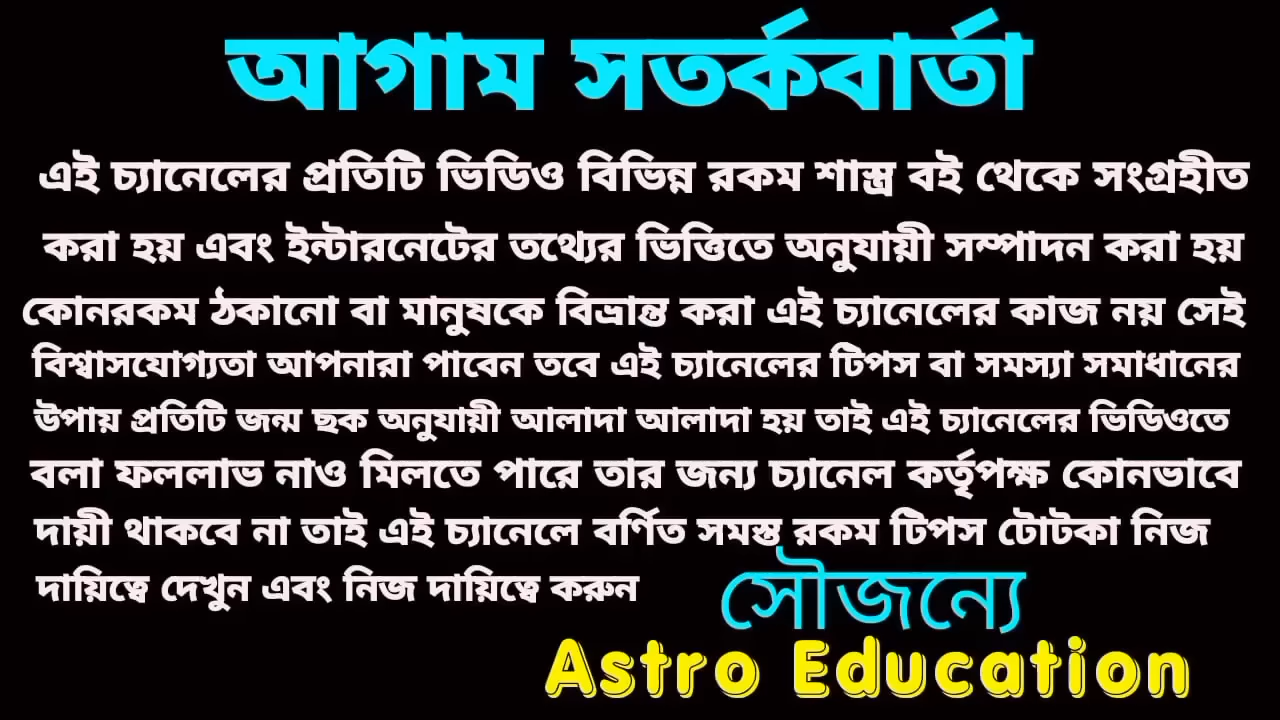 আগাম সতর্কবার্তা
এই চ্যানেলের প্রতিটি ভিডিও বিভিন্ন রকম শাস্ত্র বই থেকে সংগ্রহীত
করা হয় এবং ইন্টারনেটের তথ্যের ভিত্তিতে অনুযায়ী সম্পাদন করা হয়
কোনরকম ঠকানো বা মানুষকে বিভ্রান্ত করা এই চ্যানেলের কাজ নয় সেই
বিশ্বাসযোগ্যতা আপনারা পাবেন তবে এই চ্যানেলের টিপস বা সমস্যা সমাধানের
উপায় প্রতিটি জন্ম ছক অনুযায়ী আলাদা আলাদা হয় তাই এই চ্যানেলের ভিডিওতে
বলা ফললাভ নাও মিলতে পারে তার জন্য চ্যানেল কর্তৃপক্ষ কোনভাবে
দায়ী থাকবে না তাই এই চ্যানেলে বর্ণিত সমস্ত রকম টিপস টোটকা নিজ
দায়িত্বে দেখুন এবং নিজ দায়িত্বে করুন
সৌজন্যে
Astro Education